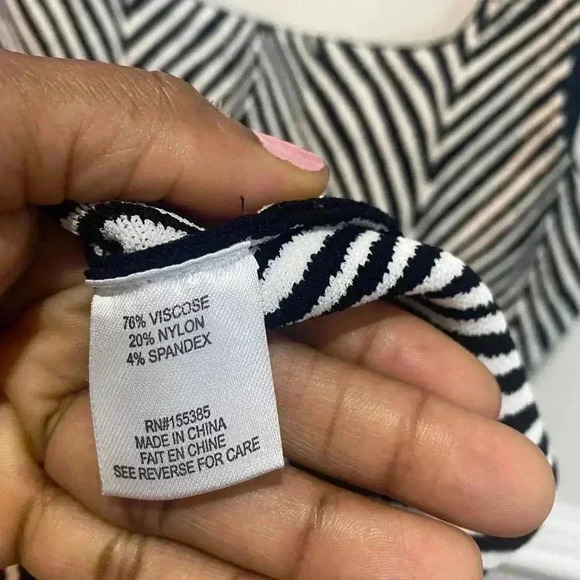 76% VISCOSE
20% NYLON
4% SPANDEX
RN#155385
MADE IN CHINA
FAIT EN CHINE
SEE REVERSE FOR CARE